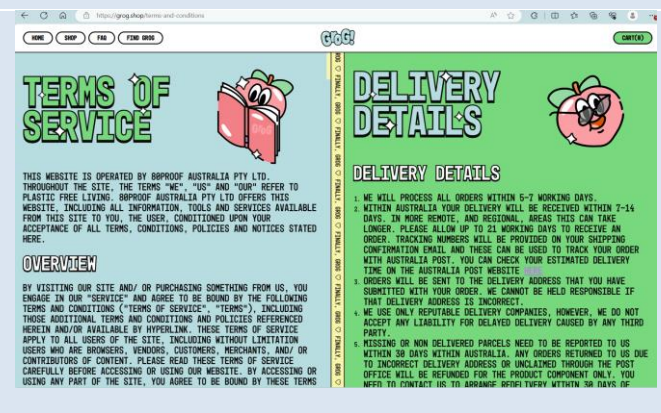 https://grog.shop/terms-and-conditions
HOME
SHOP
FAQ
FIND GROG
GROG!
CART(0)
TERMS OF
SERVICE
GROG
THIS WEBSITE IS OPERATED BY 80PROOF AUSTRALIA PTY LTD.
THROUGHOUT THE SITE, THE TERMS "WE", "US" AND "OUR" REFER TO
PLASTIC FREE LIVING. 80PROOF AUSTRALIA PTY LTD OFFERS THIS
WEBSITE, INCLUDING ALL INFORMATION, TOOLS AND SERVICES AVAILABLE
FROM THIS SITE TO YOU, THE USER, CONDITIONED UPON YOUR
ACCEPTANCE OF ALL TERMS, CONDITIONS, POLICIES AND NOTICES STATED
HERE.
OVERVIEW
BY VISITING OUR SITE AND/ OR PURCHASING SOMETHING FROM US, YOU
ENGAGE IN OUR "SERVICE" AND AGREE TO BE BOUND BY THE FOLLOWING
TERMS AND CONDITIONS ("TERMS OF SERVICE", "TERMS"), INCLUDING
THOSE ADDITIONAL TERMS AND CONDITIONS AND POLICIES REFERENCED
HEREIN AND/OR AVAILABLE BY HYPERLINK. THESE TERMS OF SERVICE
APPLY TO ALL USERS OF THE SITE, INCLUDING WITHOUT LIMITATION
USERS WHO ARE BROWSERS, VENDORS, CUSTOMERS, MERCHANTS, AND/ OR
CONTRIBUTORS OF CONTENT. PLEASE READ THESE TERMS OF SERVICE
CAREFULLY BEFORE ACCESSING OR USING OUR WEBSITE. BY ACCESSING OR
USING ANY PART OF THE SITE, YOU AGREE TO BE BOUND BY THESE TERMS
GROG ♡ FINALLY, GROG ♡ FINALLY, GROG ♡ FINALLY, GROG ♡ FINALLY, GROG ♡ FINALLY,
DELIVERY
DETAILS
DELIVERY DETAILS
1. WE WILL PROCESS ALL ORDERS WITHIN 5-7 WORKING DAYS.
2. WITHIN AUSTRALIA YOUR DELIVERY WILL BE RECEIVED WITHIN 7-14
DAYS. IN MORE REMOTE, AND REGIONAL, AREAS THIS CAN TAKE
LONGER. PLEASE ALLOW UP TO 21 WORKING DAYS TO RECEIVE AN
ORDER. TRACKING NUMBERS WILL BE PROVIDED ON YOUR SHIPPING
CONFIRMATION EMAIL AND THESE CAN BE USED TO TRACK YOUR ORDER
WITH AUSTRALIA POST. YOU CAN CHECK YOUR ESTIMATED DELIVERY
TIME ON THE AUSTRALIA POST WEBSITE
3. ORDERS WILL BE SENT TO THE DELIVERY ADDRESS THAT YOU HAVE
SUBMITTED WITH YOUR ORDER. WE CANNOT BE HELD RESPONSIBLE IF
THAT DELIVERY ADDRESS IS INCORRECT.
4. WE USE ONLY REPUTABLE DELIVERY COMPANIES, HOWEVER, WE DO NOT
ACCEPT ANY LIABILITY FOR DELAYED DELIVERY CAUSED BY ANY THIRD
PARTY.
5. MISSING OR NON DELIVERED PARCELS NEED TO BE REPORTED TO US
WITHIN 30 DAYS WITHIN AUSTRALIA. ANY ORDERS RETURNED TO US DUE
TO INCORRECT DELIVERY ADDRESS OR UNCLAIMED THROUGH THE POST
OFFICE WILL BE REFUNDED FOR THE PRODUCT COMPONENT ONLY. YOU
NEED TO CONTACT US TO ARRANGE REDELIVERY WITHIN 30 DAYS OF